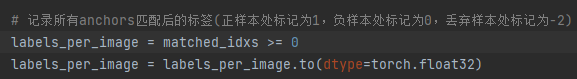 # 记录所有anchors匹配后的标签(正样本处标记为1，负样本处标记为0，丢弃样本处标记为-2)
labels_per_image = matched_idxs >= 0
labels_per_image = labels_per_image.to(dtype=torch.float32)